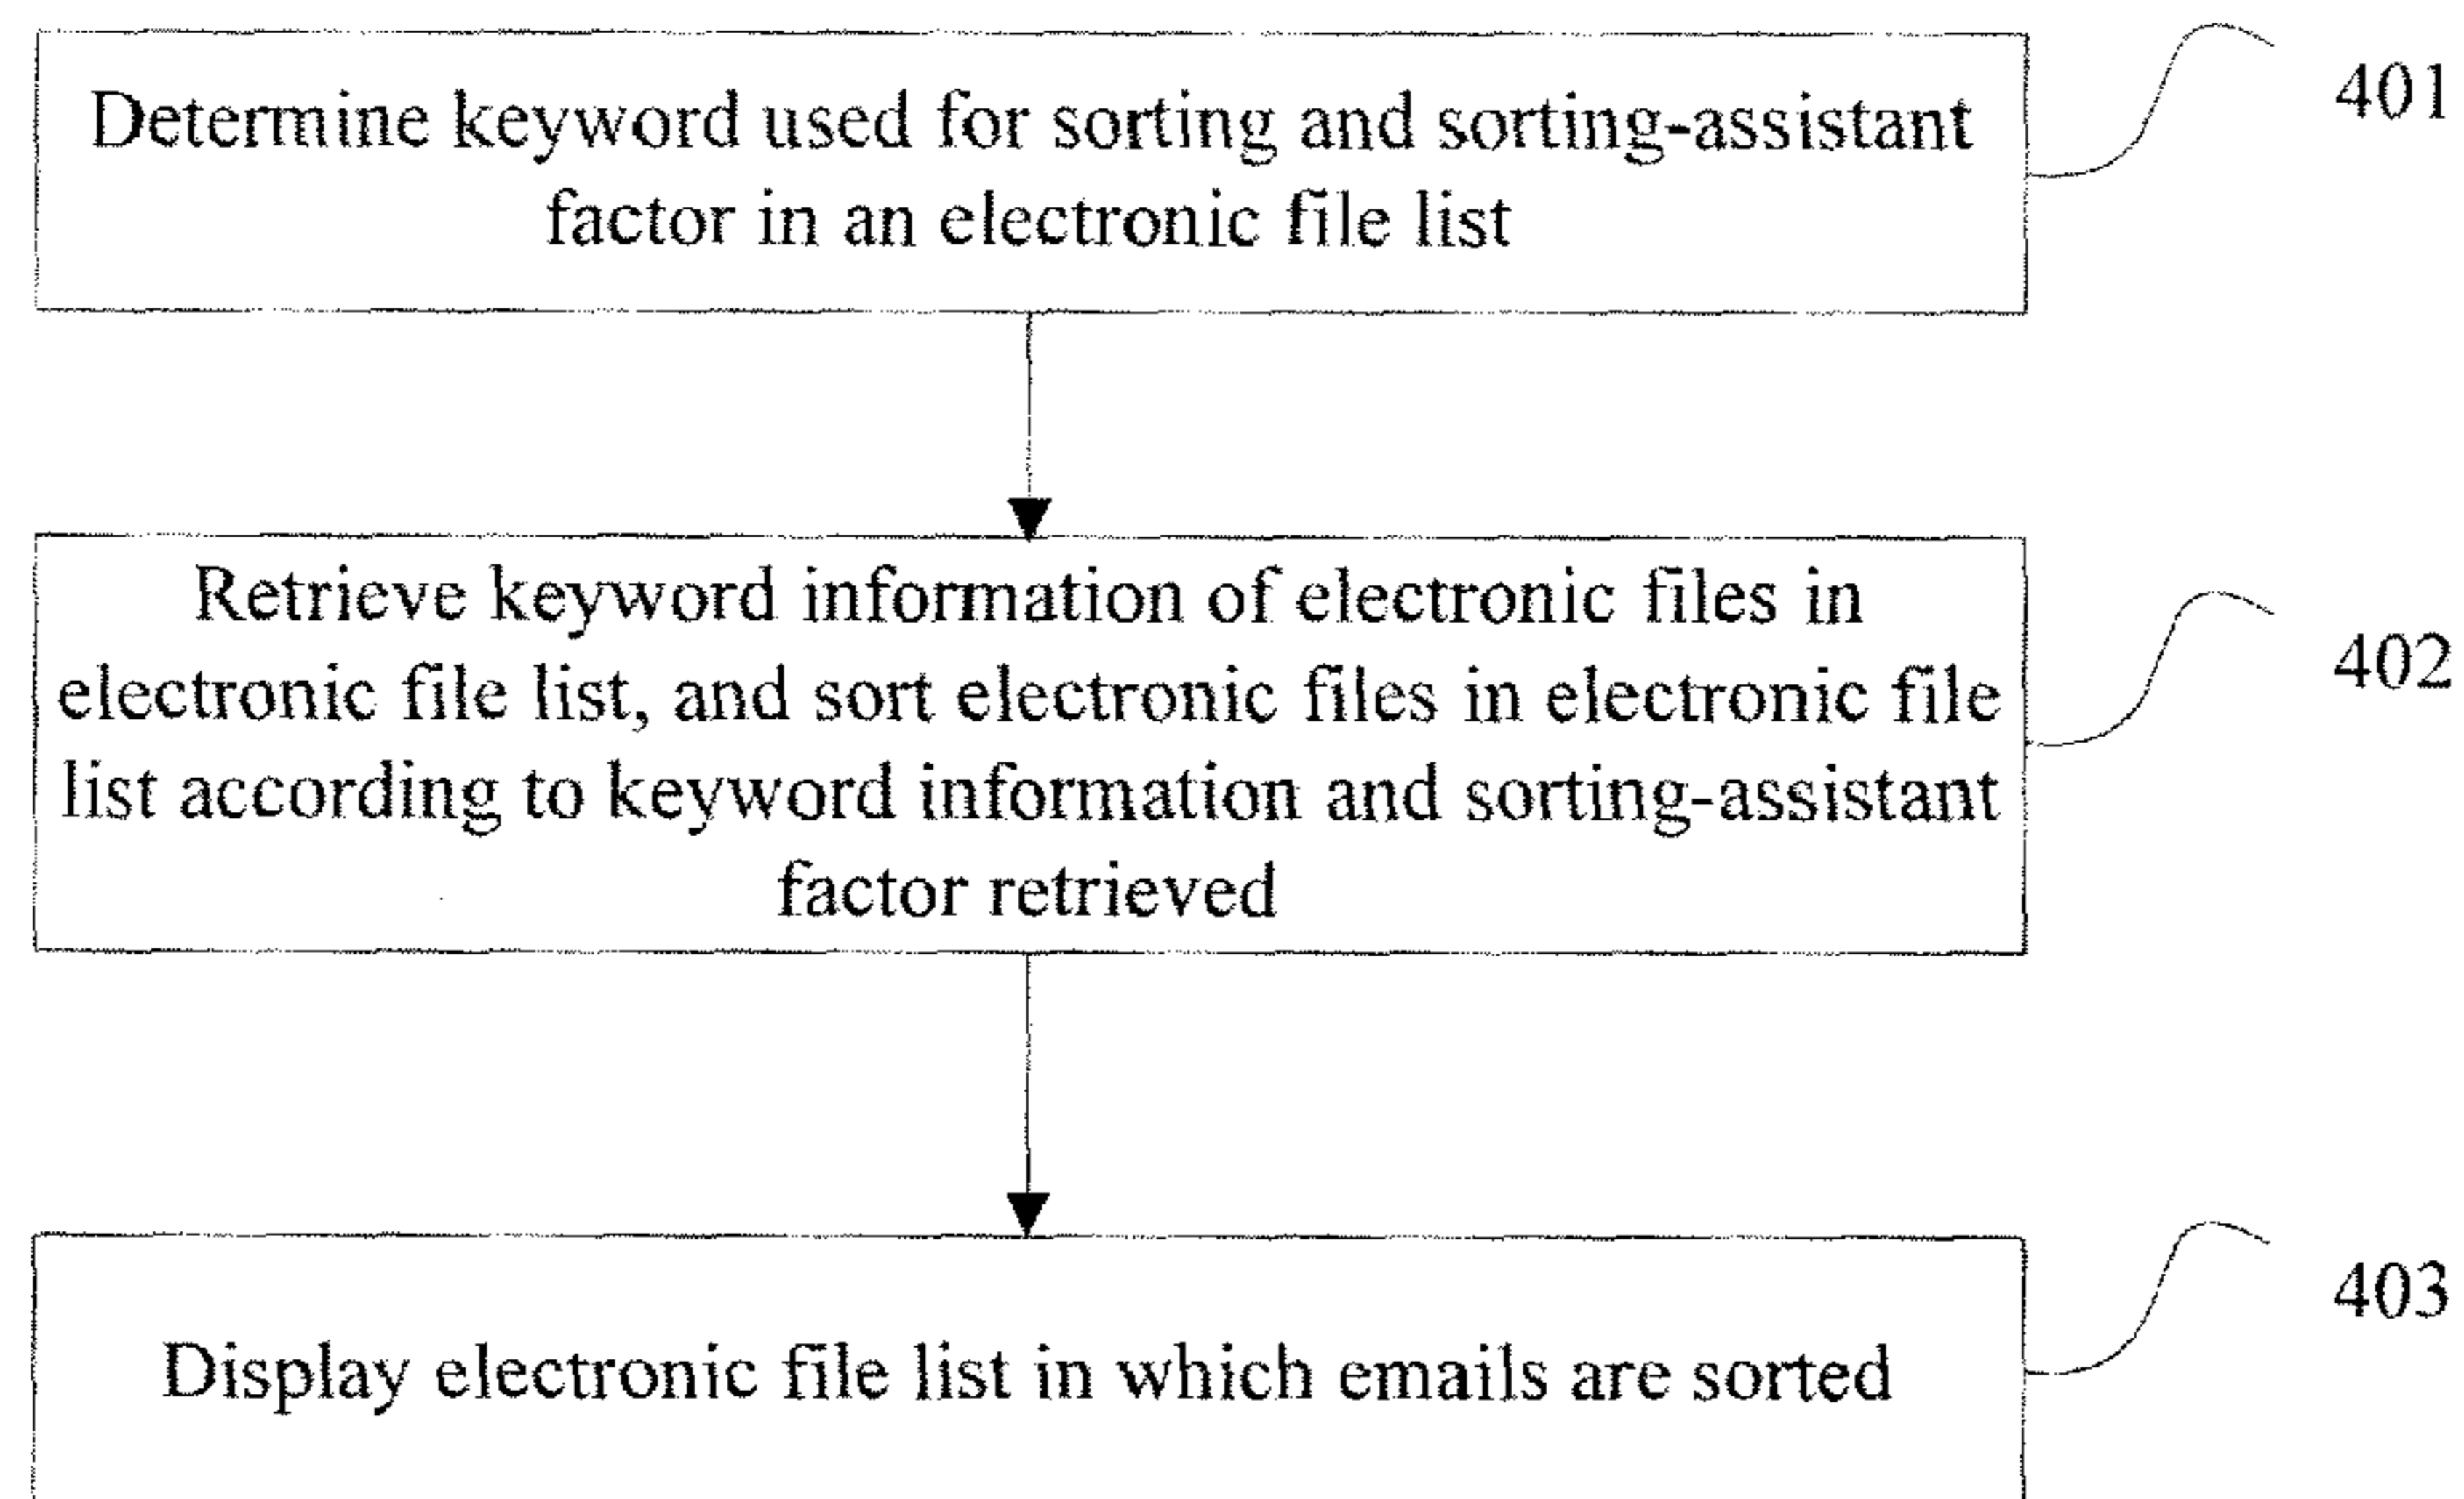 Determine keyword used for sorting and sorting-assistant
factor in an electronic file list
401
Retrieve keyword information of electronic files in
electronic file list, and sort electronic files in electronic file
list according to keyword information and sorting-assistant
factor retrieved
402
Display electronic file list in which emails are sorted
403